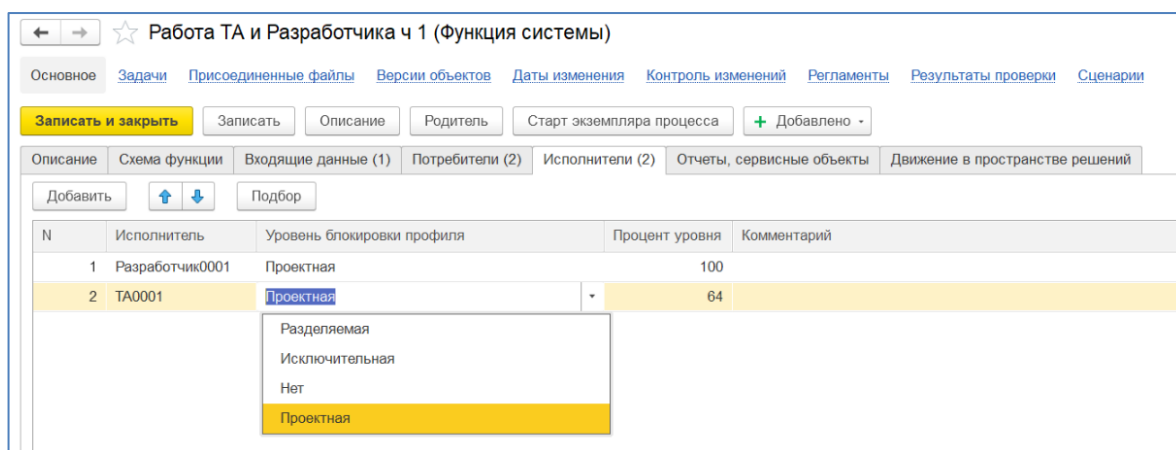 Работа ТА и Разработчика ч 1 (Функция системы)
Основное Задачи Присоединенные файлы Версии объектов Даты изменения Контроль изменений Регламенты Результаты проверки Сценарии
Записать и закрыть Записать Описание Родитель Старт экземпляра процесса + Добавлено
Описание Схема функции Входящие данные (1) Потребители (2) Исполнители (2) Отчеты, сервисные объекты Движение в пространстве решений
Добавить Подбор
N Исполнитель Уровень блокировки профиля Процент уровня Комментарий
1 Разработчик0001 Проектная 100
2 ТА0001 Проектная 64
Разделяемая
Исключительная
Нет
Проектная